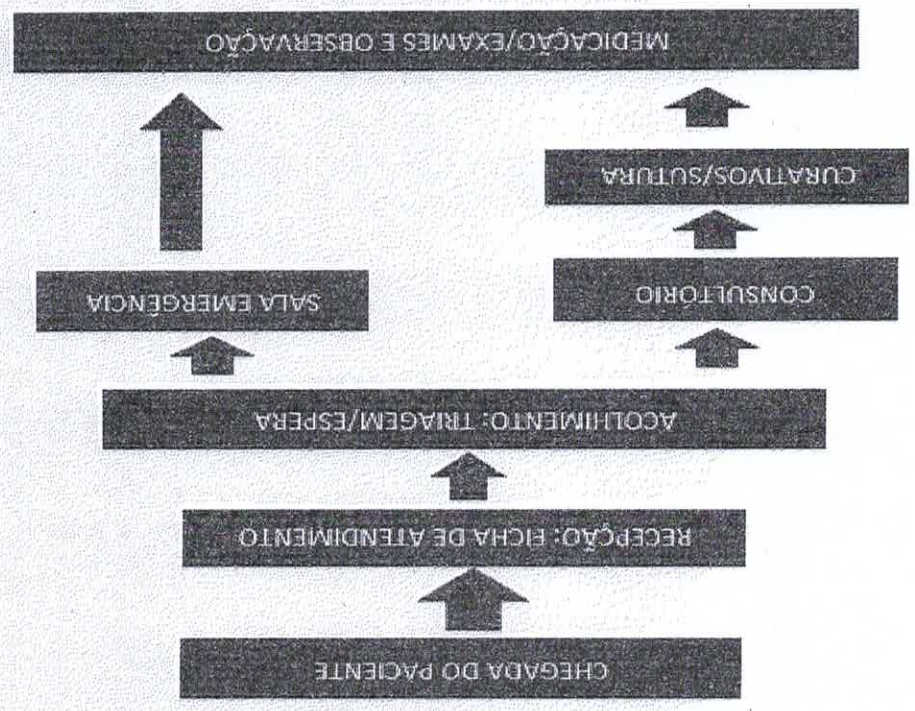 CHEGADA DO PACIENTE
RECEPÇÃO: FICHA DE ATENDIMENTO
ACOLHIMENTO: TRIAGEM/ESPERA
CONSULTORIO
SALA EMERGÊNCIA
CURATIVOS/SUTURA
MEDICAÇÃO/EXAMES E OBSERVAÇÃO